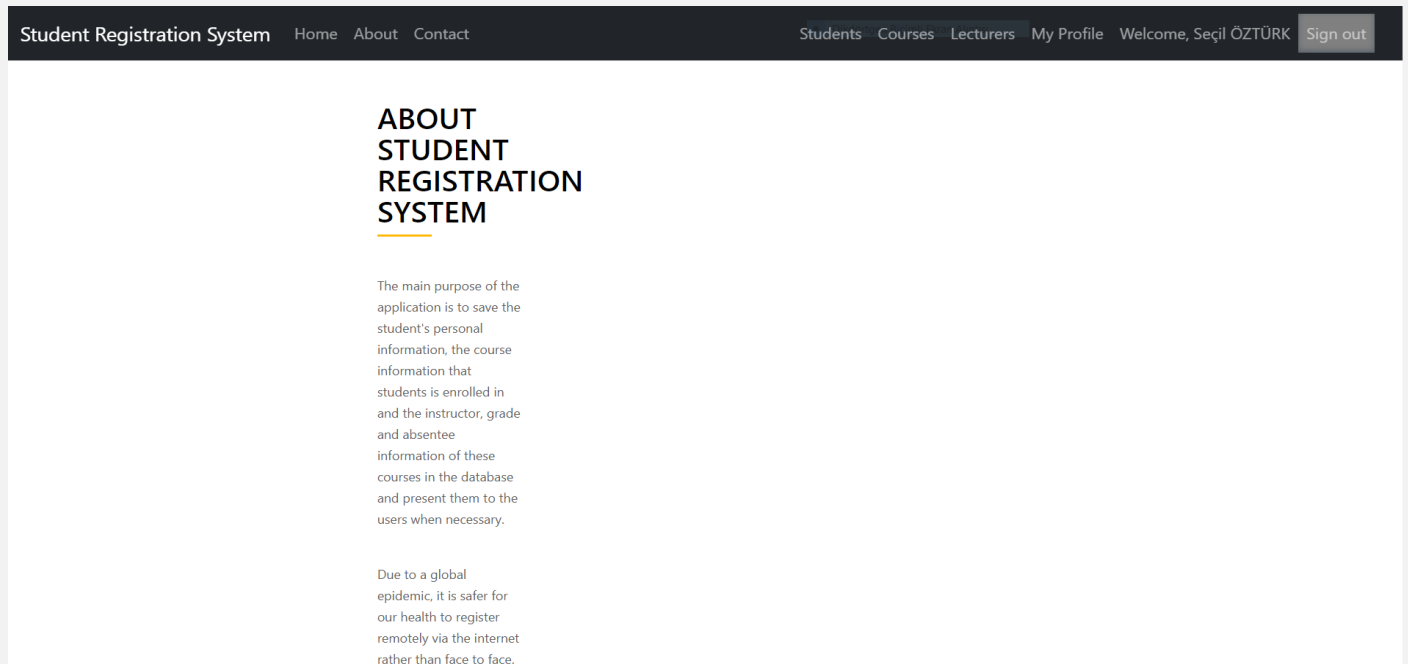 Student Registration System Home About Contact Students Courses Lecturers My Profile Welcome, Seçil ÖZTÜRK Sign out
ABOUT
STUDENT
REGISTRATION
SYSTEM
The main purpose of the
application is to save the
student's personal
information, the course
information that
students is enrolled in
and the instructor, grade
and absentee
information of these
courses in the database
and present them to the
users when necessary.
Due to a global
epidemic, it is safer for
our health to register
remotely via the internet
rather than face to face.